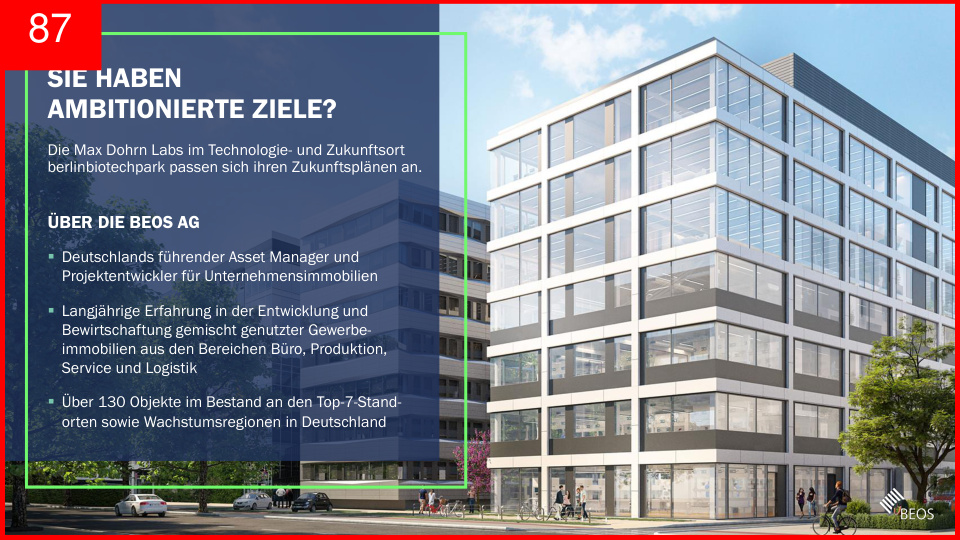 87
SIE HABEN
AMBITIONIERTE ZIELE?
Die Max Dohrn Labs im Technologie- und Zukunftsort
berlinbiotechpark passen sich ihren Zukunftsplänen an.
ÜBER DIE BEOS AG
▪ Deutschlands führender Asset Manager und
Projektentwickler für Unternehmensimmobilien
▪ Langjährige Erfahrung in der Entwicklung und
Bewirtschaftung gemischt genutzter Gewerbe-
immobilien aus den Bereichen Büro, Produktion,
Service und Logistik
▪ Über 130 Objekte im Bestand an den Top-7-Stand-
orten sowie Wachstumsregionen in Deutschland
BEOS